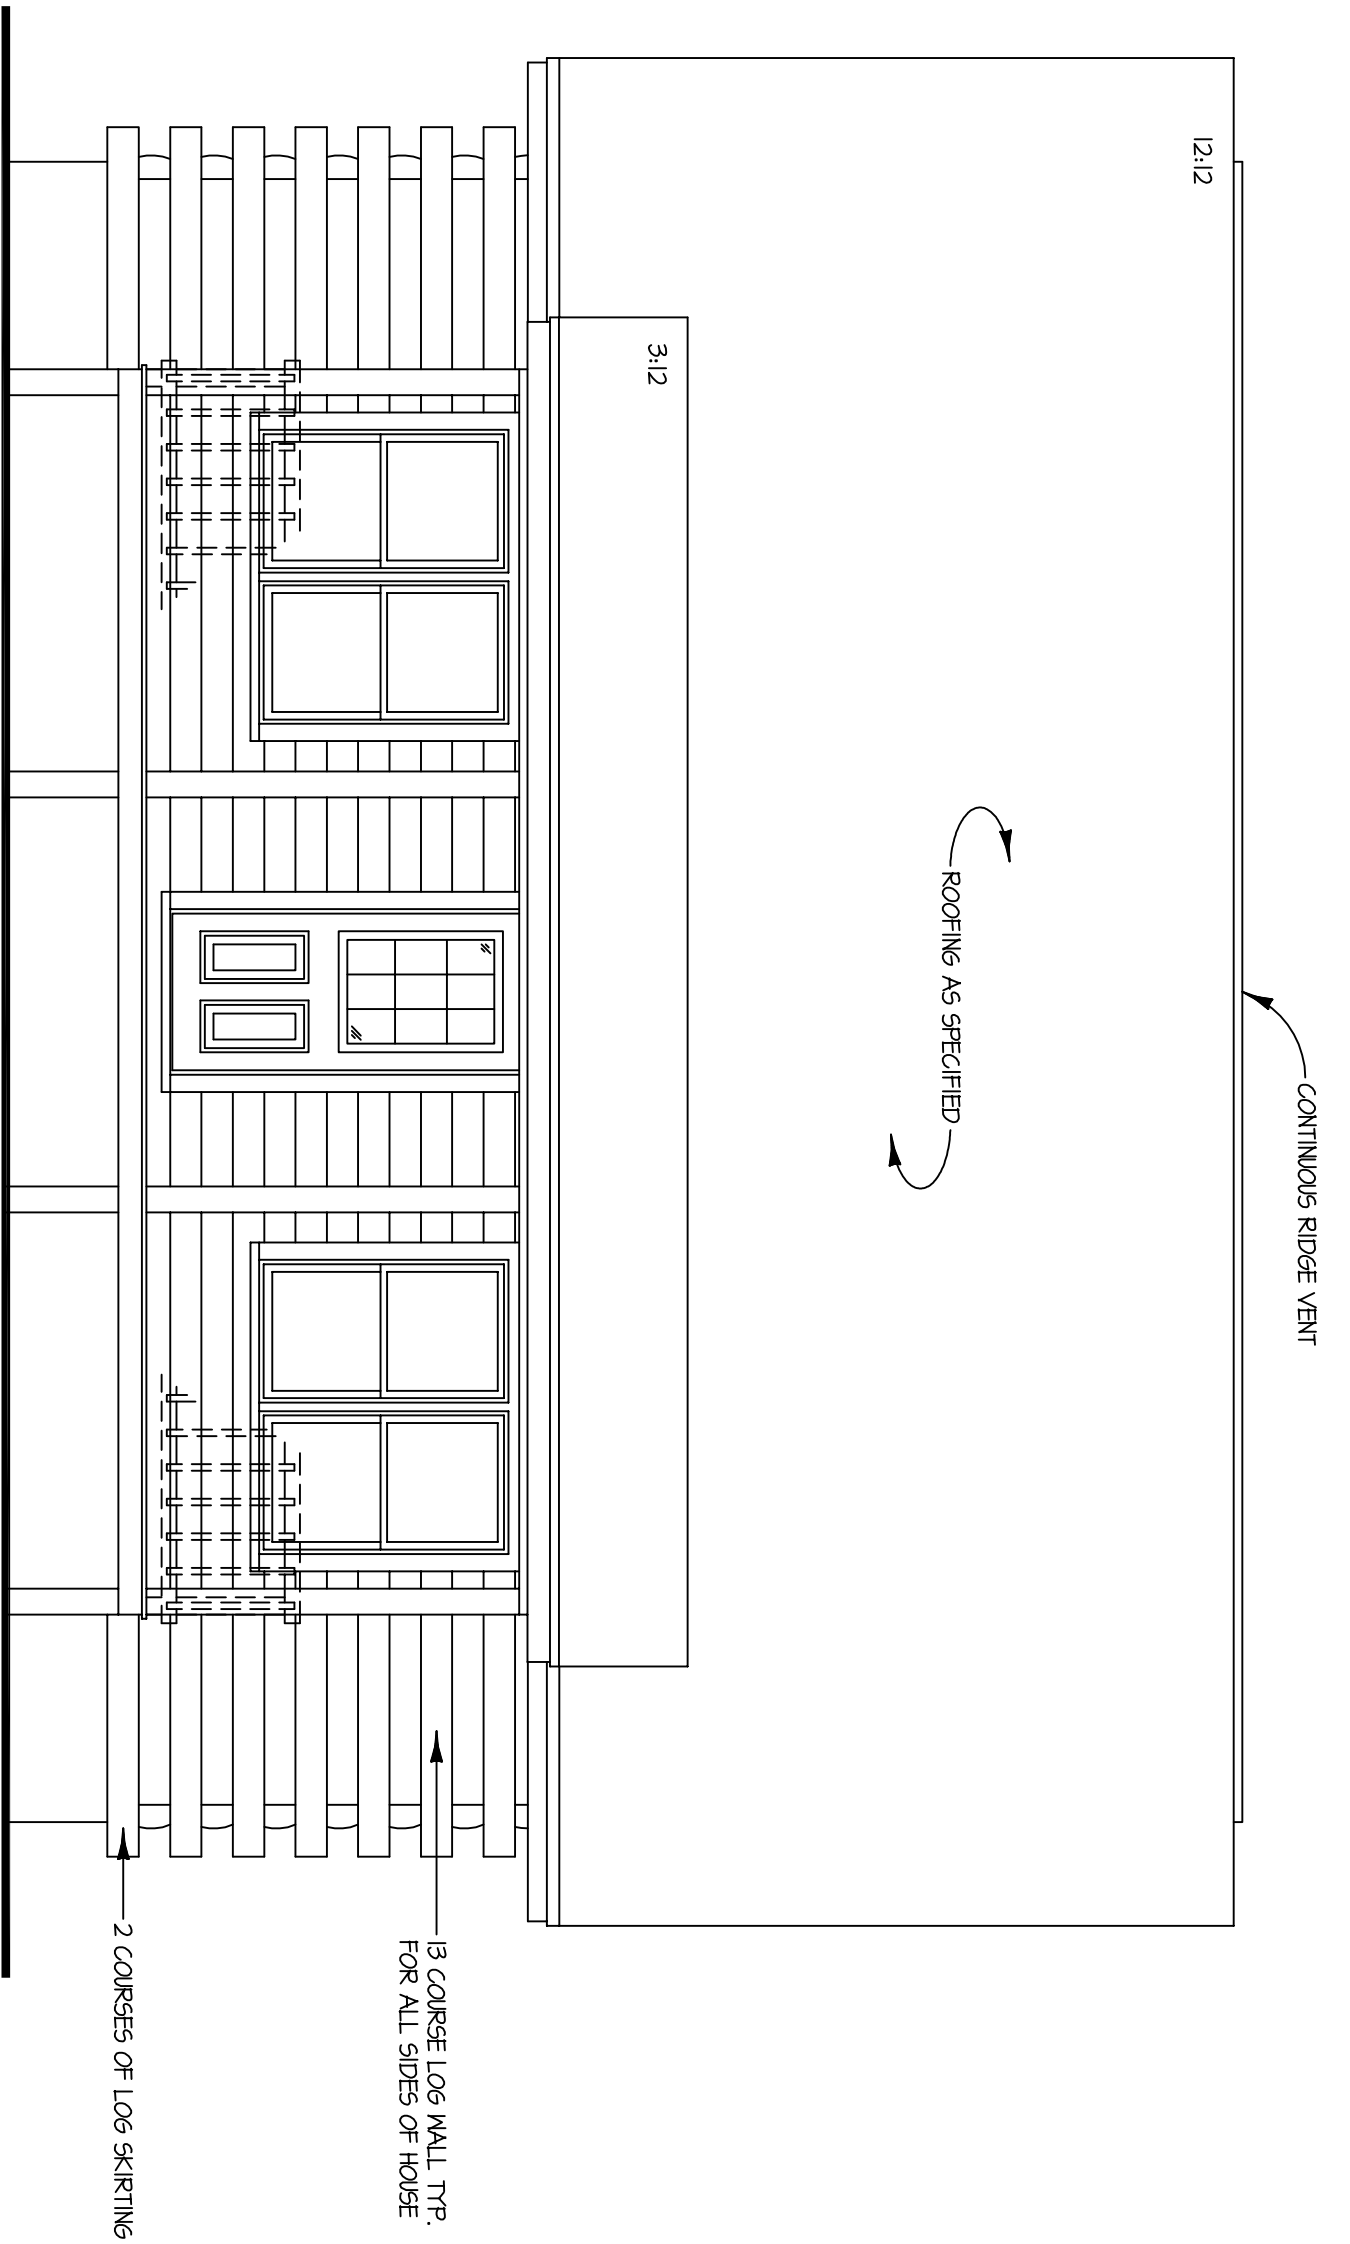 CONTINUOUS RIDGE VENT
12:12
ROOFING AS SPECIFIED
3:12
13 COURSE LOG WALL TYP.
FOR ALL SIDES OF HOUSE
2 COURSES OF LOG SKIRTING